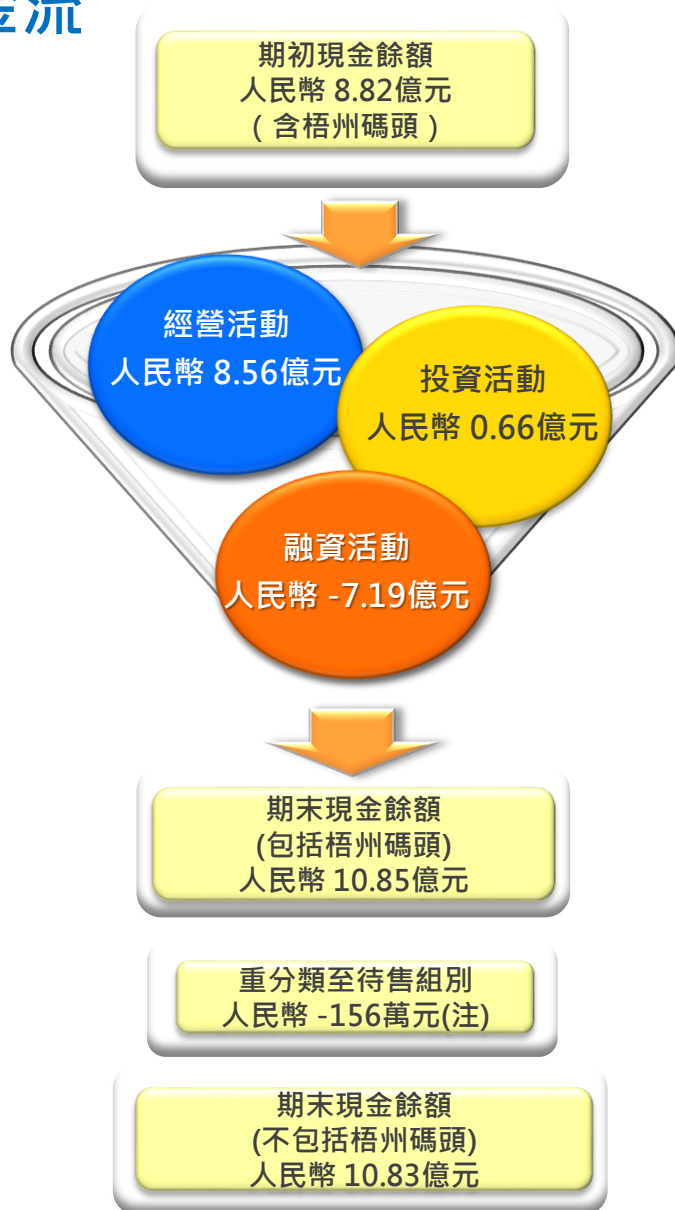 金流
期初現金餘額
人民幣 8.82億元
(含梧州碼頭)
經營活動
人民幣 8.56億元
投資活動
人民幣 0.66億元
融資活動
人民幣 -7.19億元
期末現金餘額
(包括梧州碼頭)
人民幣 10.85億元
重分類至待售組別
人民幣 -156萬元(注)
期末現金餘額
(不包括梧州碼頭)
人民幣 10.83億元